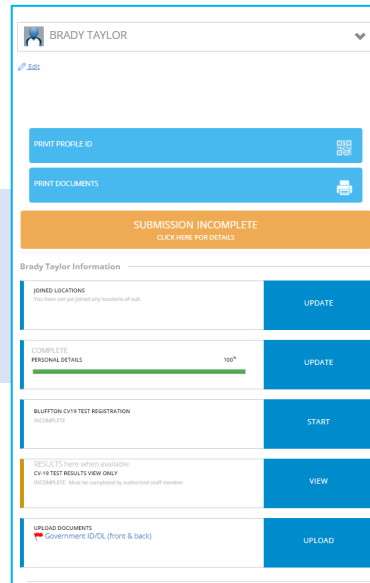 BRADY TAYLOR
Edit
PRIVIT PROFILE ID
PRINT DOCUMENTS
SUBMISSION INCOMPLETE
CLICK HERE FOR DETAILS
Brady Taylor Information
JOINED LOCATIONS
You have not yet joined any locations of null.
UPDATE
COMPLETE
PERSONAL DETAILS
100%
UPDATE
BLUFFTON CV19 TEST REGISTRATION
INCOMPLETE
START
RESULTS here when available
CV-19 TEST RESULTS VIEW ONLY
INCOMPLETE: Must be completed by authorized staff member
VIEW
UPLOAD DOCUMENTS
Government ID/DL (front & back)
UPLOAD